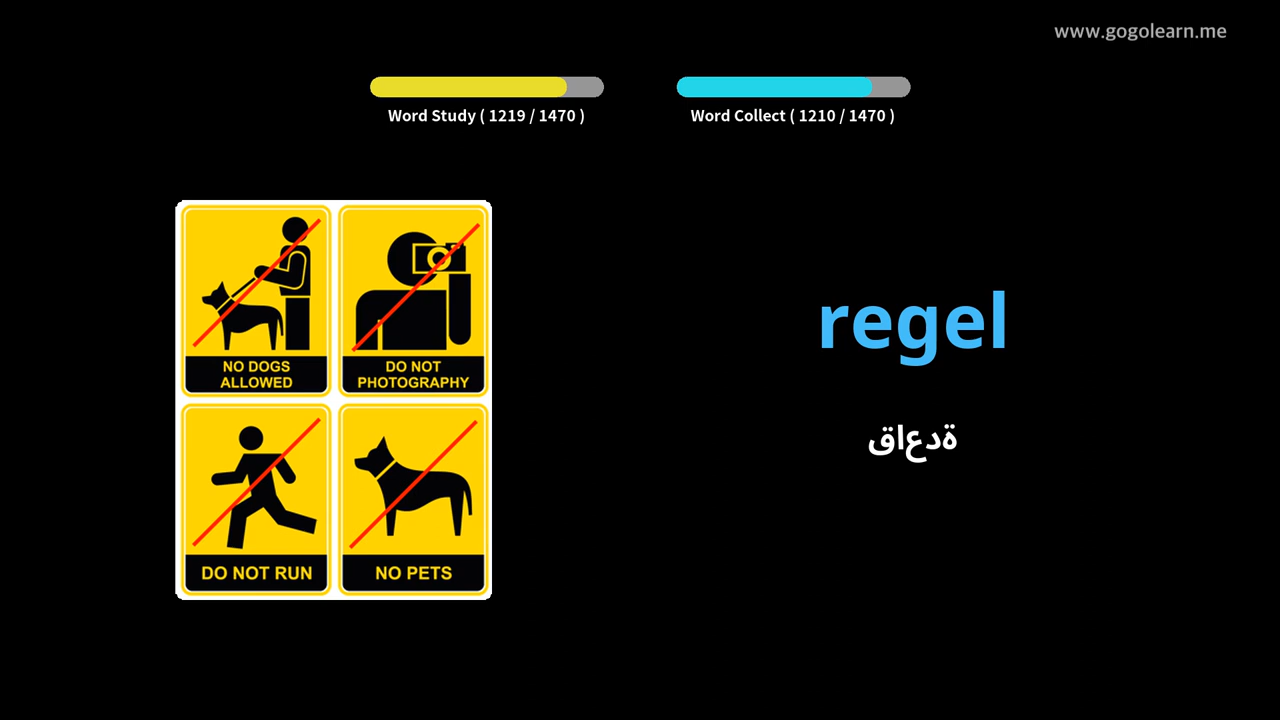 www.gogolearn.me
Word Study ( 1219 / 1470 )
Word Collect ( 1210 / 1470 )
NO DOGS
ALLOWED
DO NOT
PHOTOGRAPHY
DO NOT RUN
NO PETS
regel
ةدعاق